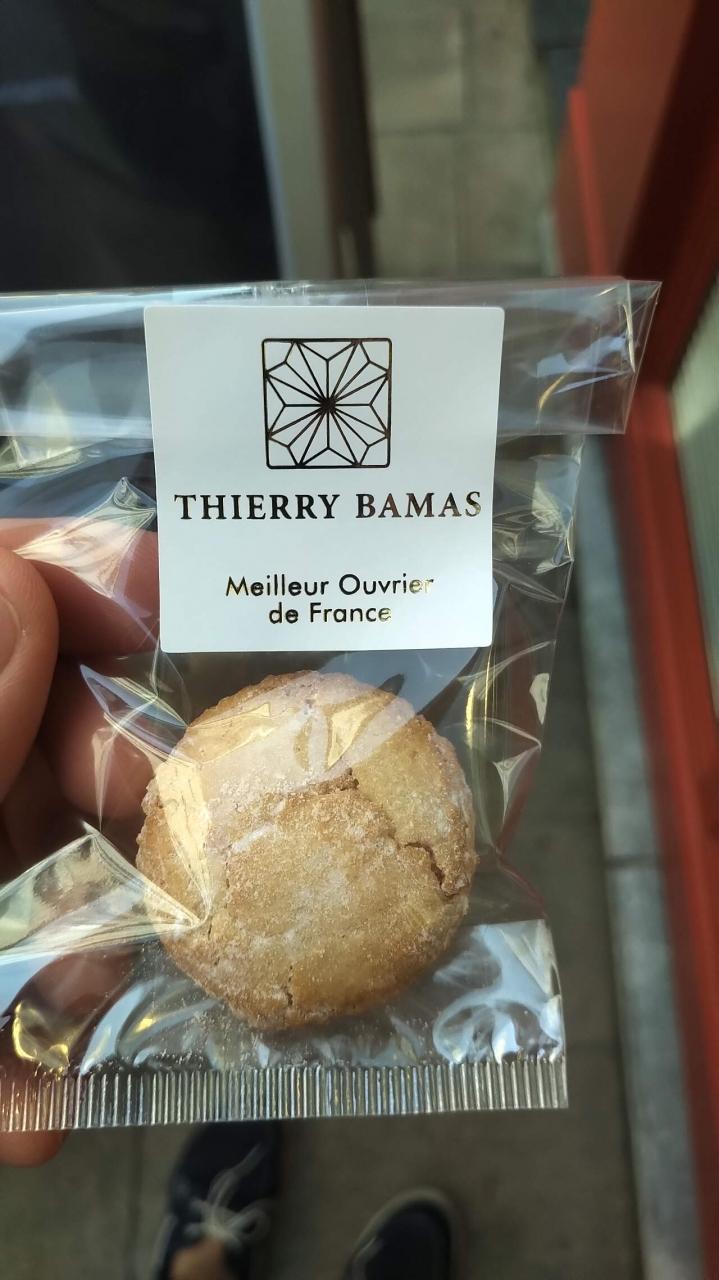 THIERRY BAMAS
Meilleur Ouvrier
de France